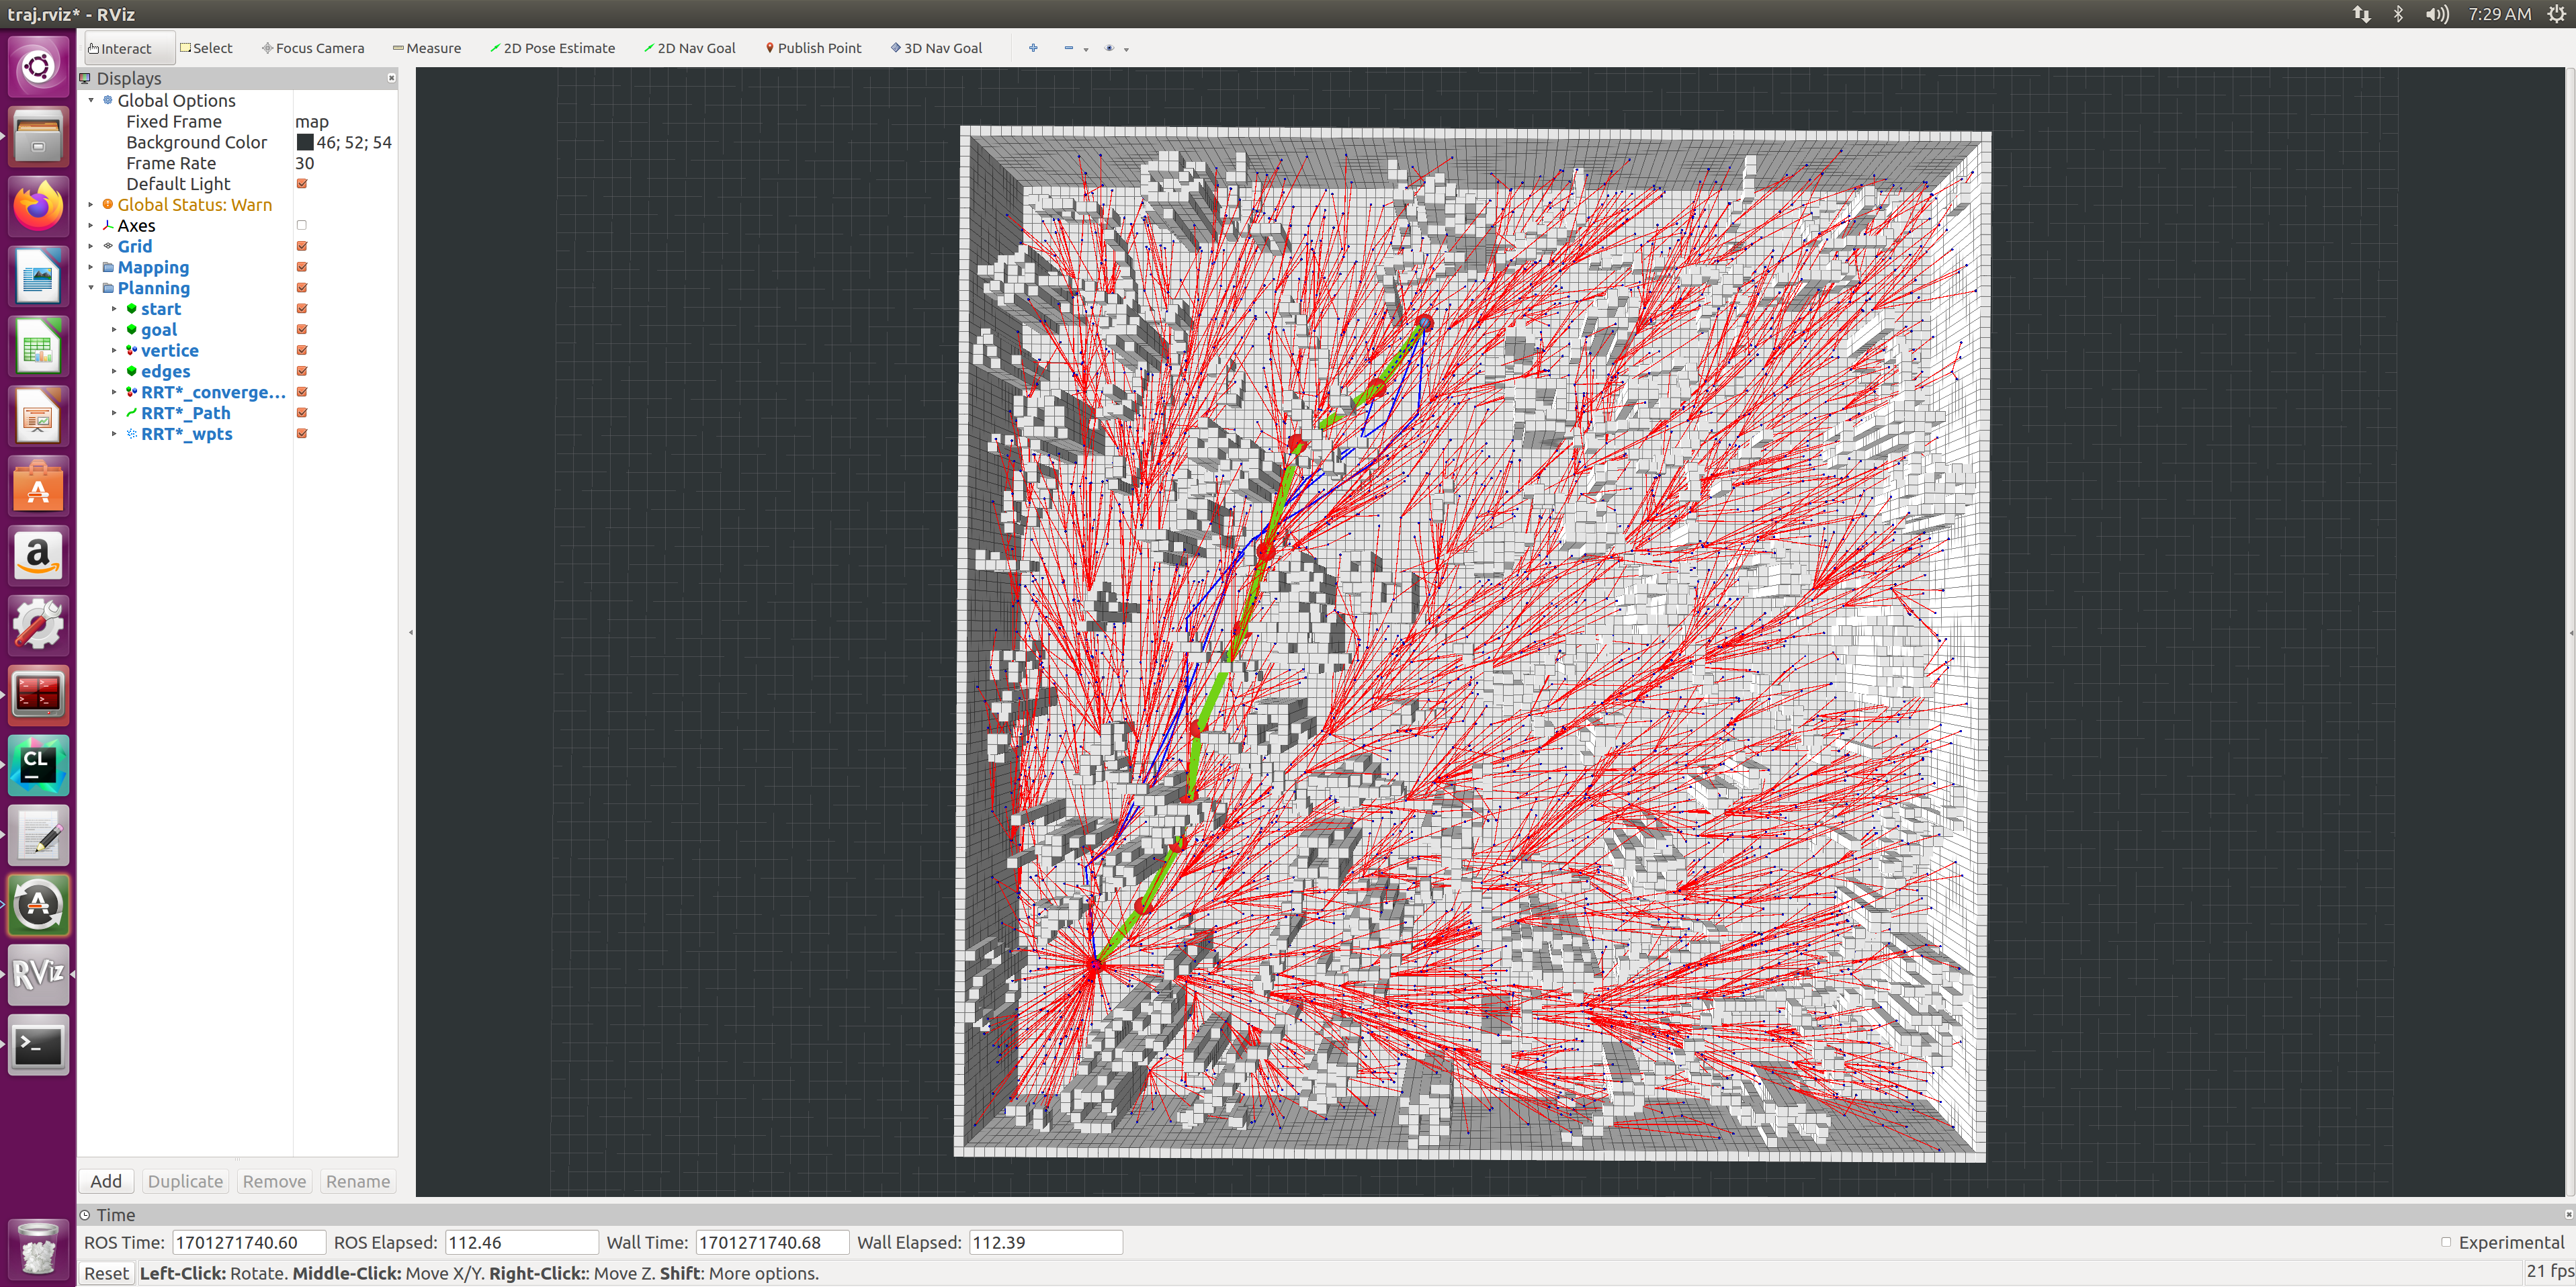 traj.rviz* - RViz
7:29 AM
Interact
Select
Focus Camera
Measure
2D Pose Estimate
2D Nav Goal
Publish Point
3D Nav Goal
Displays
Global Options
Fixed Frame map
Background Color 46; 52; 54
Frame Rate 30
Default Light
Global Status: Warn
Axes
Grid
Mapping
Planning
start
goal
vertice
edges
RRT*_converge...
RRT*_Path
RRT*_wpts
CL
RViz
>_
Add Duplicate Remove Rename
Time
ROS Time: 1701271740.60 ROS Elapsed: 112.46 Wall Time: 1701271740.68 Wall Elapsed: 112.39 Experimental
Reset Left-Click: Rotate. Middle-Click: Move X/Y. Right-Click:: Move Z. Shift: More options. 21 fps